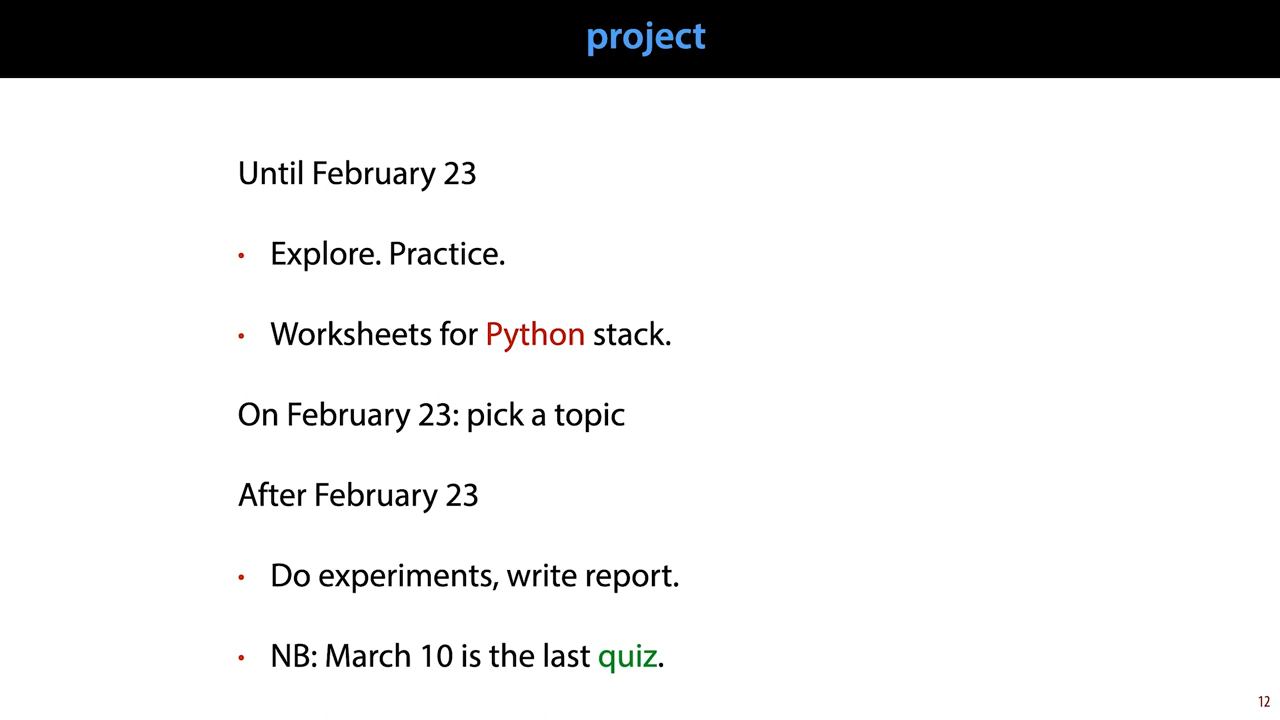 project
Until February 23
• Explore. Practice.
• Worksheets for Python stack.
On February 23: pick a topic
After February 23
• Do experiments, write report.
• NB: March 10 is the last quiz.
12